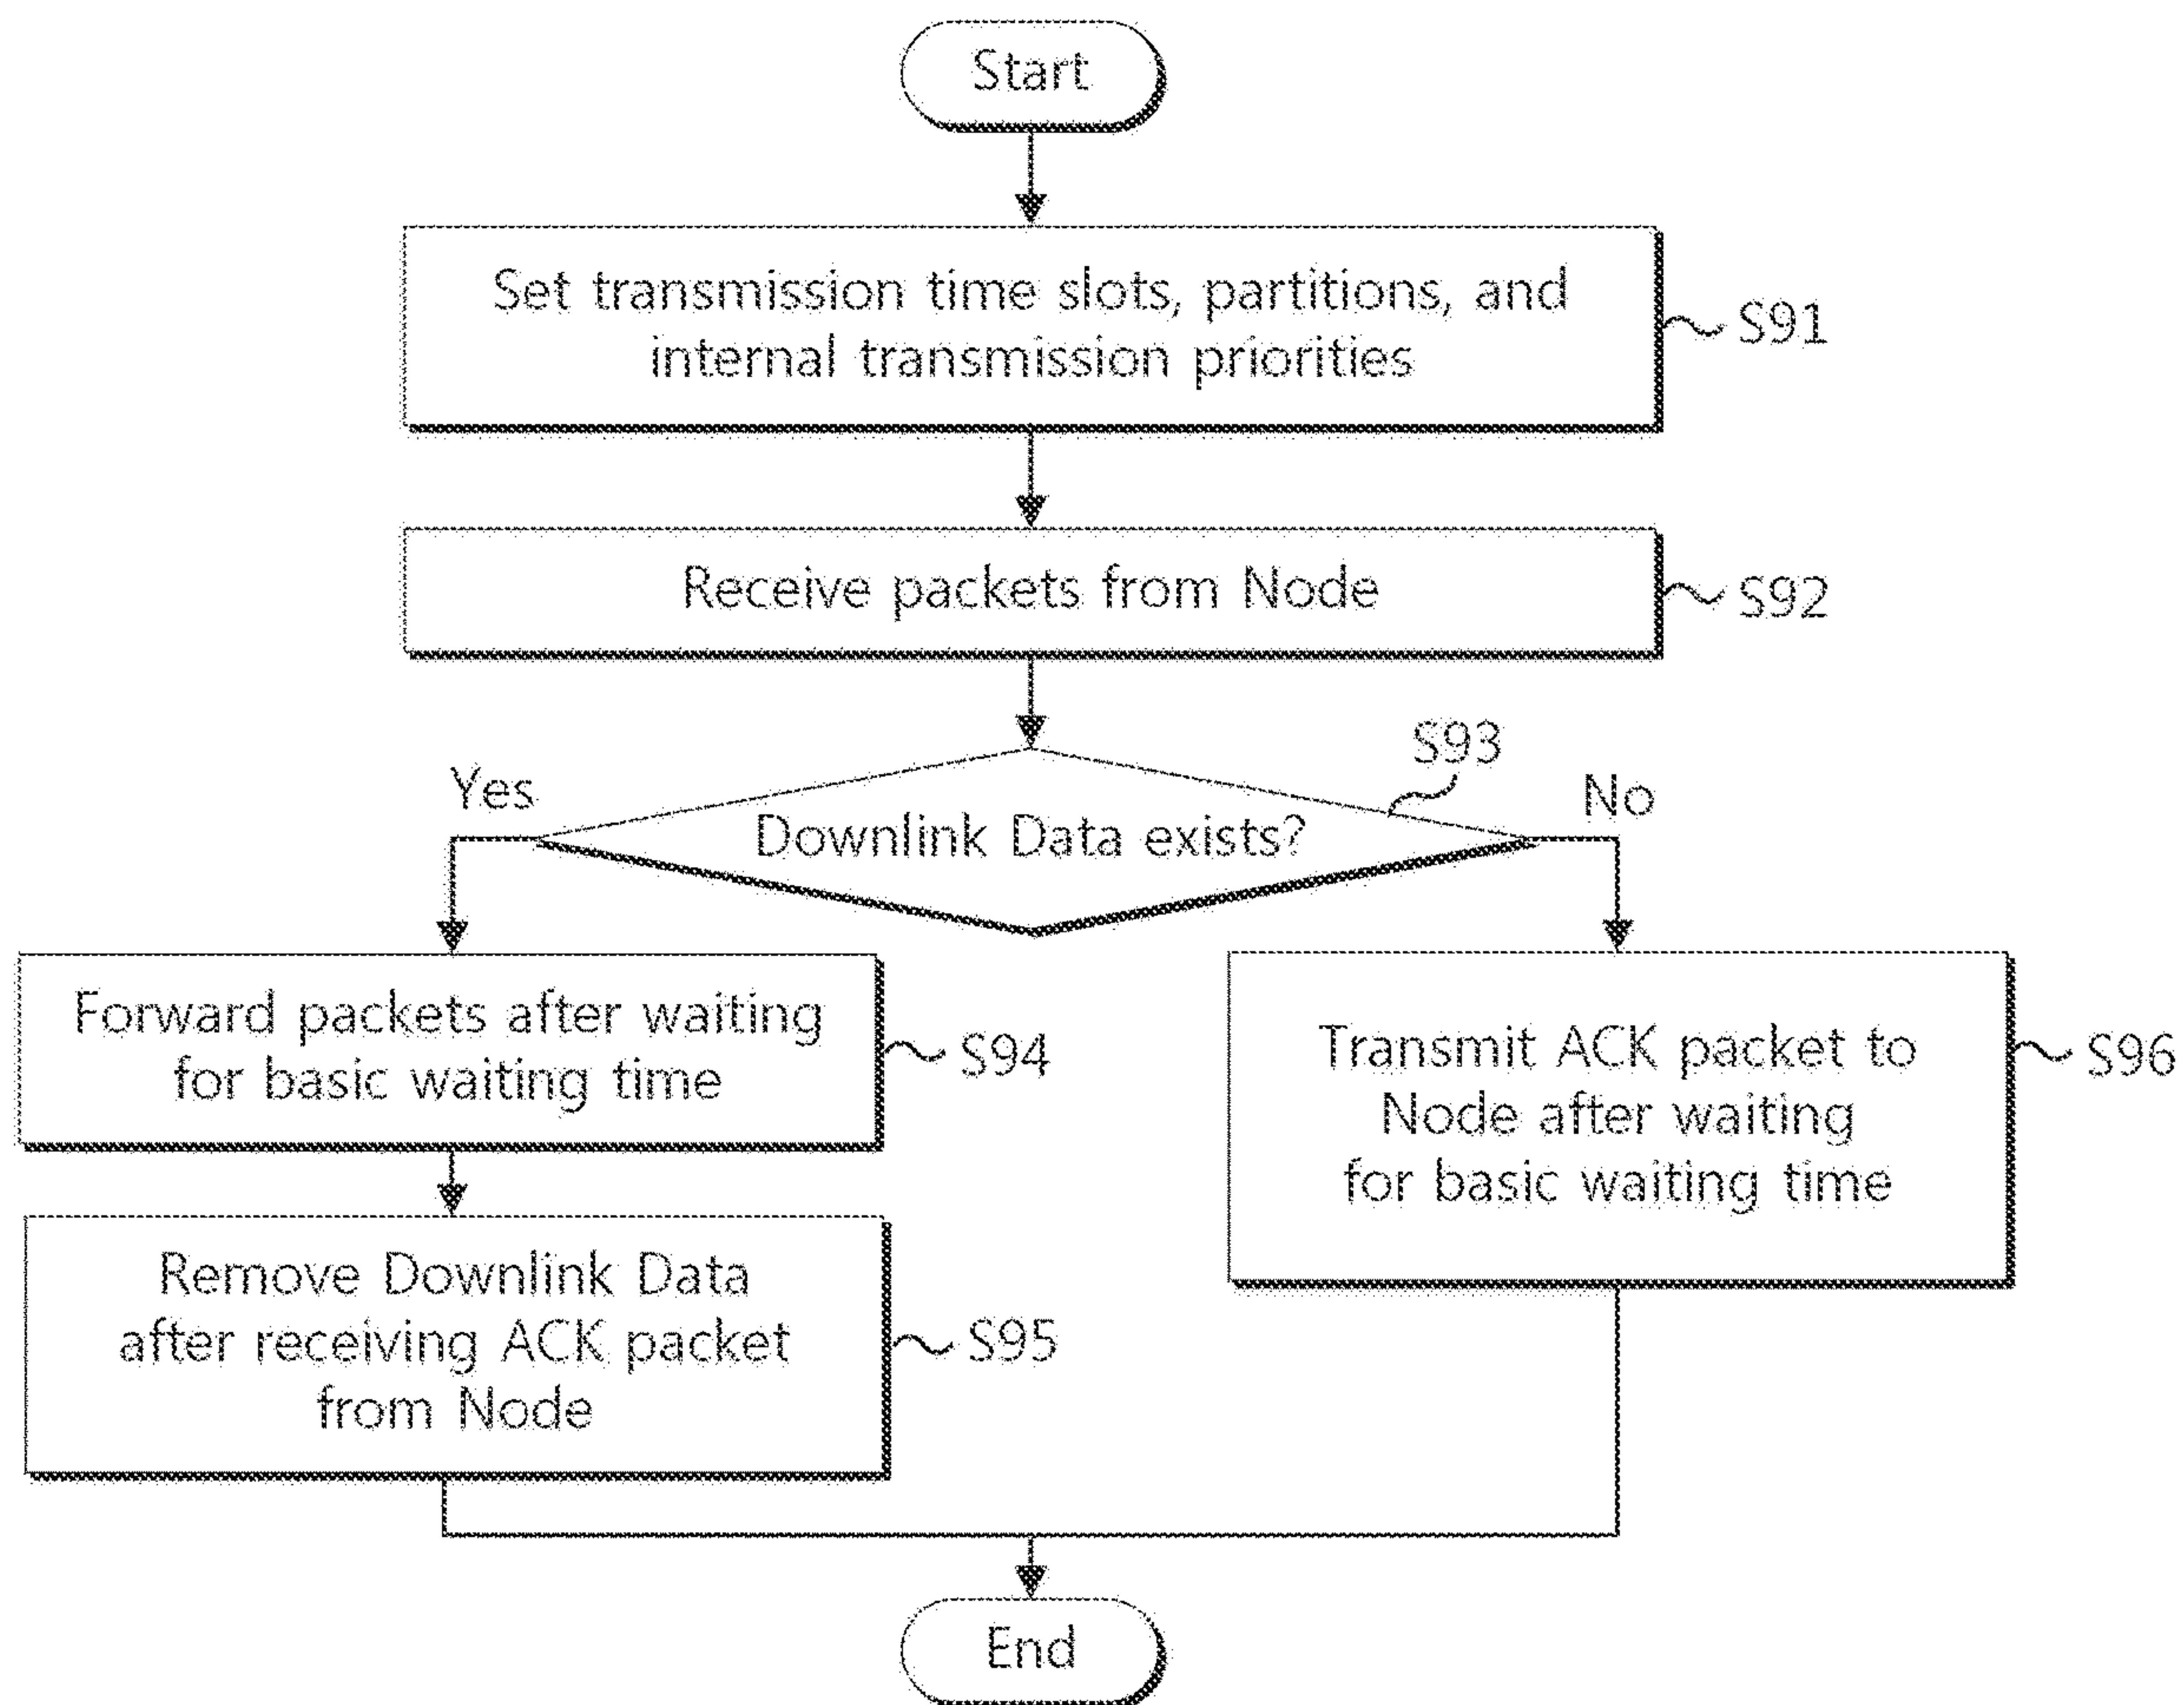 Start
Set transmission time slots, partitions, and
internal transmission priorities
S91
Receive packets from Node
S92
S93
Yes
No
Downlink Data exists?
Forward packets after waiting
for basic waiting time
S94
Transmit ACK packet to
Node after waiting
for basic waiting time
S96
Remove Downlink Data
after receiving ACK packet
from Node
S95
End